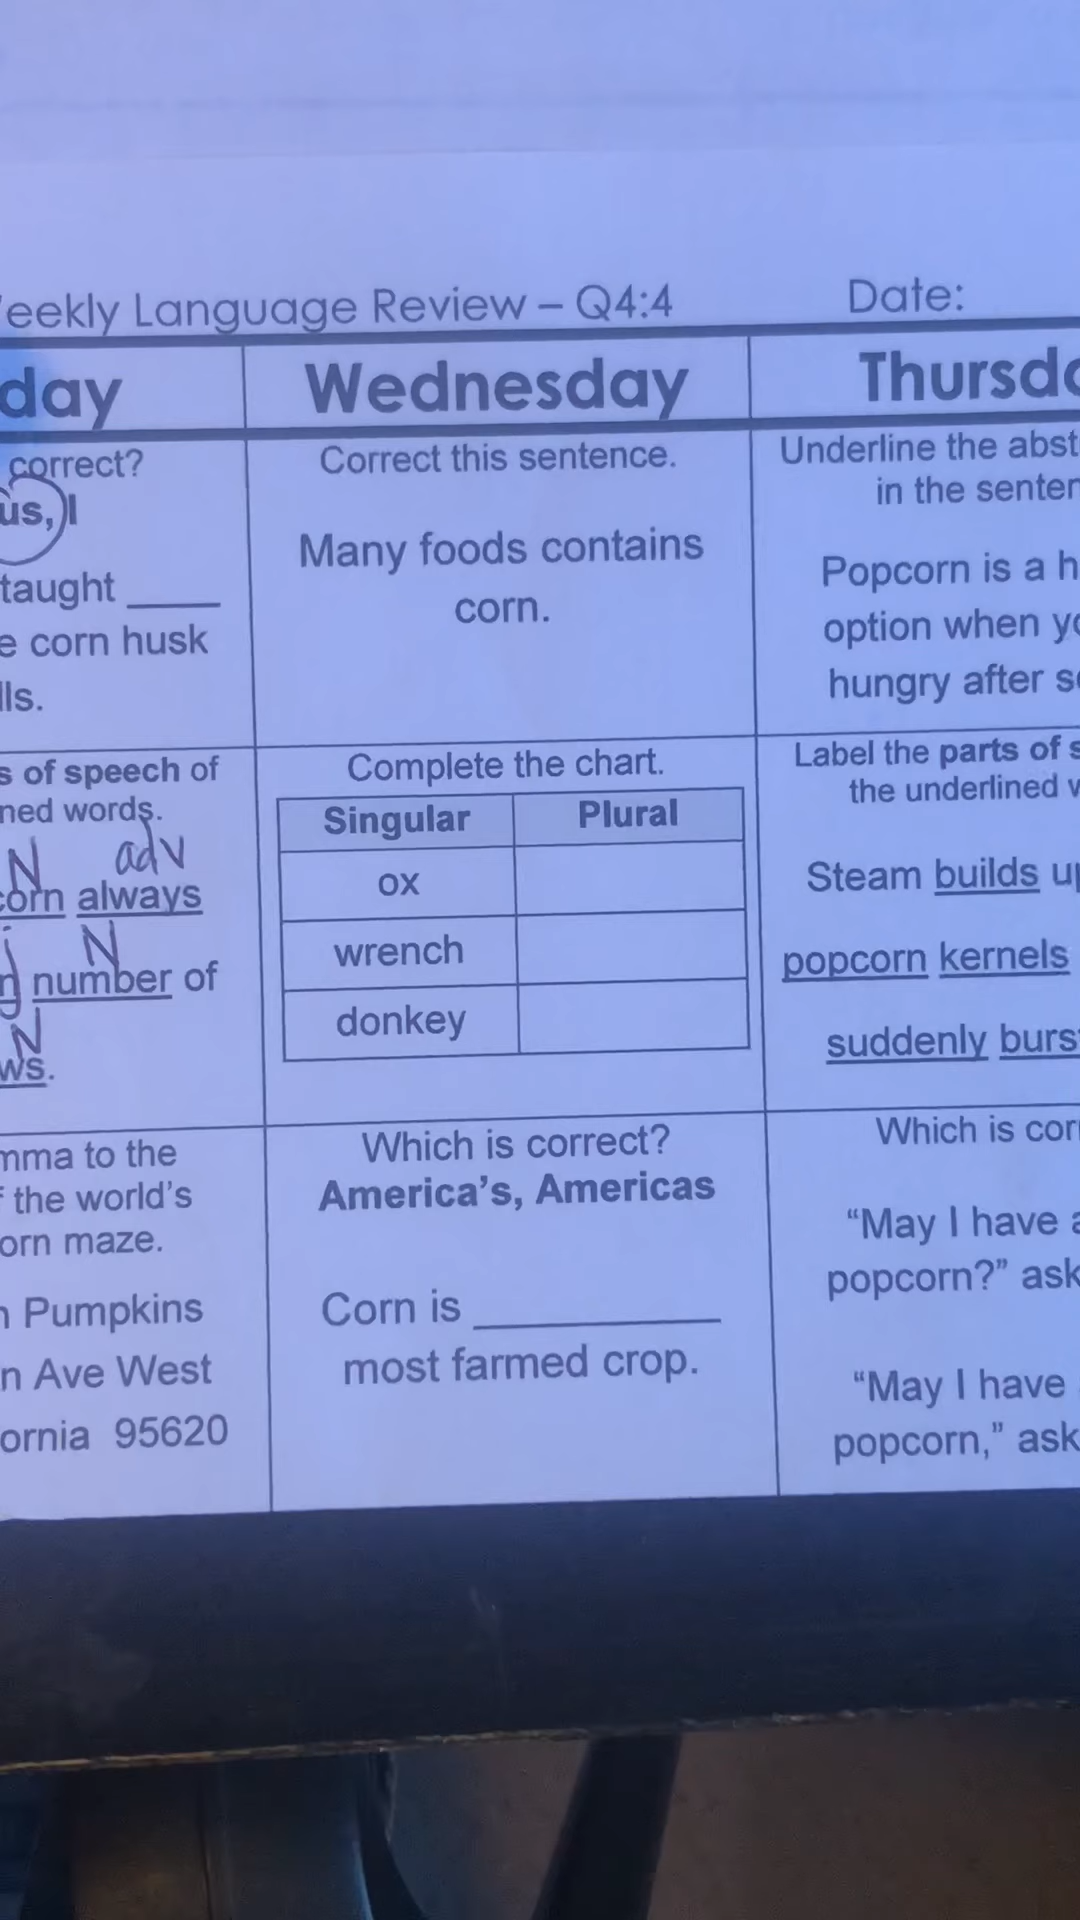 eekly Language Review – Q4:4 Date:
day
correct?
us, I
taught ____
e corn husk
lls.
s of speech of
ned words.
N adv
corn always
j N
g number of
N
ws.
mma to the
the world's
orn maze.
n Pumpkins
n Ave West
ornia 95620
Wednesday
Correct this sentence.
Many foods contains
corn.
Complete the chart.
Singular Plural
ox
wrench
donkey
Which is correct?
America's, Americas
Corn is __________
most farmed crop.
Thursda
Underline the abst
in the senten
Popcorn is a h
option when yo
hungry after s
Label the parts of s
the underlined w
Steam builds up
popcorn kernels
suddenly burs
Which is cor
“May I have a
popcorn?” ask
“May I have
popcorn,” ask